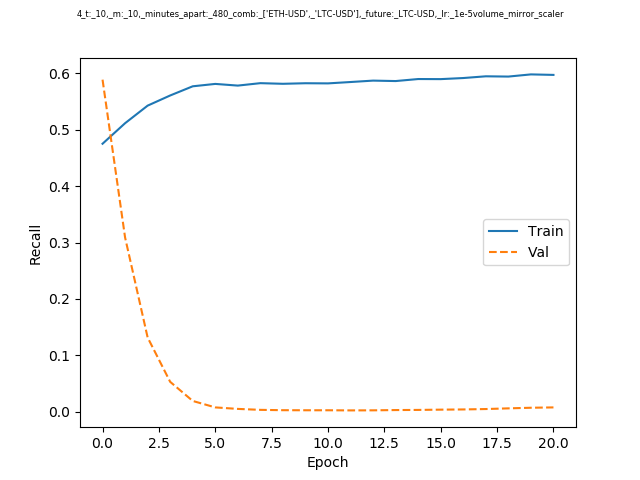 4_t:_10,_m:_10,_minutes_apart:_480_comb:_['ETH-USD',_'LTC-USD'],_future:_LTC-USD,_lr:_1e-5volume_mirror_scaler
0.6
0.5
0.4
0.3
0.2
0.1
0.0
Recall
Train
Val
0.0 2.5 5.0 7.5 10.0 12.5 15.0 17.5 20.0
Epoch